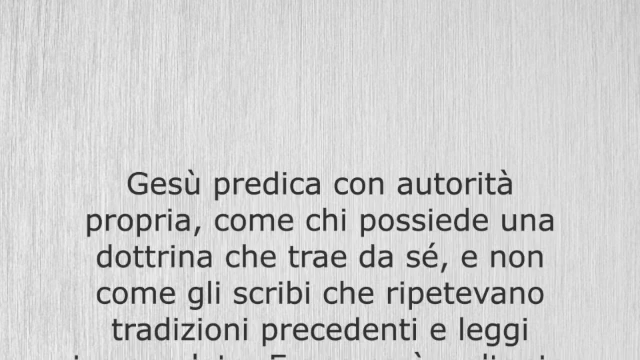 Gesù predica con autorità
propria, come chi possiede una
dottrina che trae da sé, e non
come gli scribi che ripetevano
tradizioni precedenti e leggi